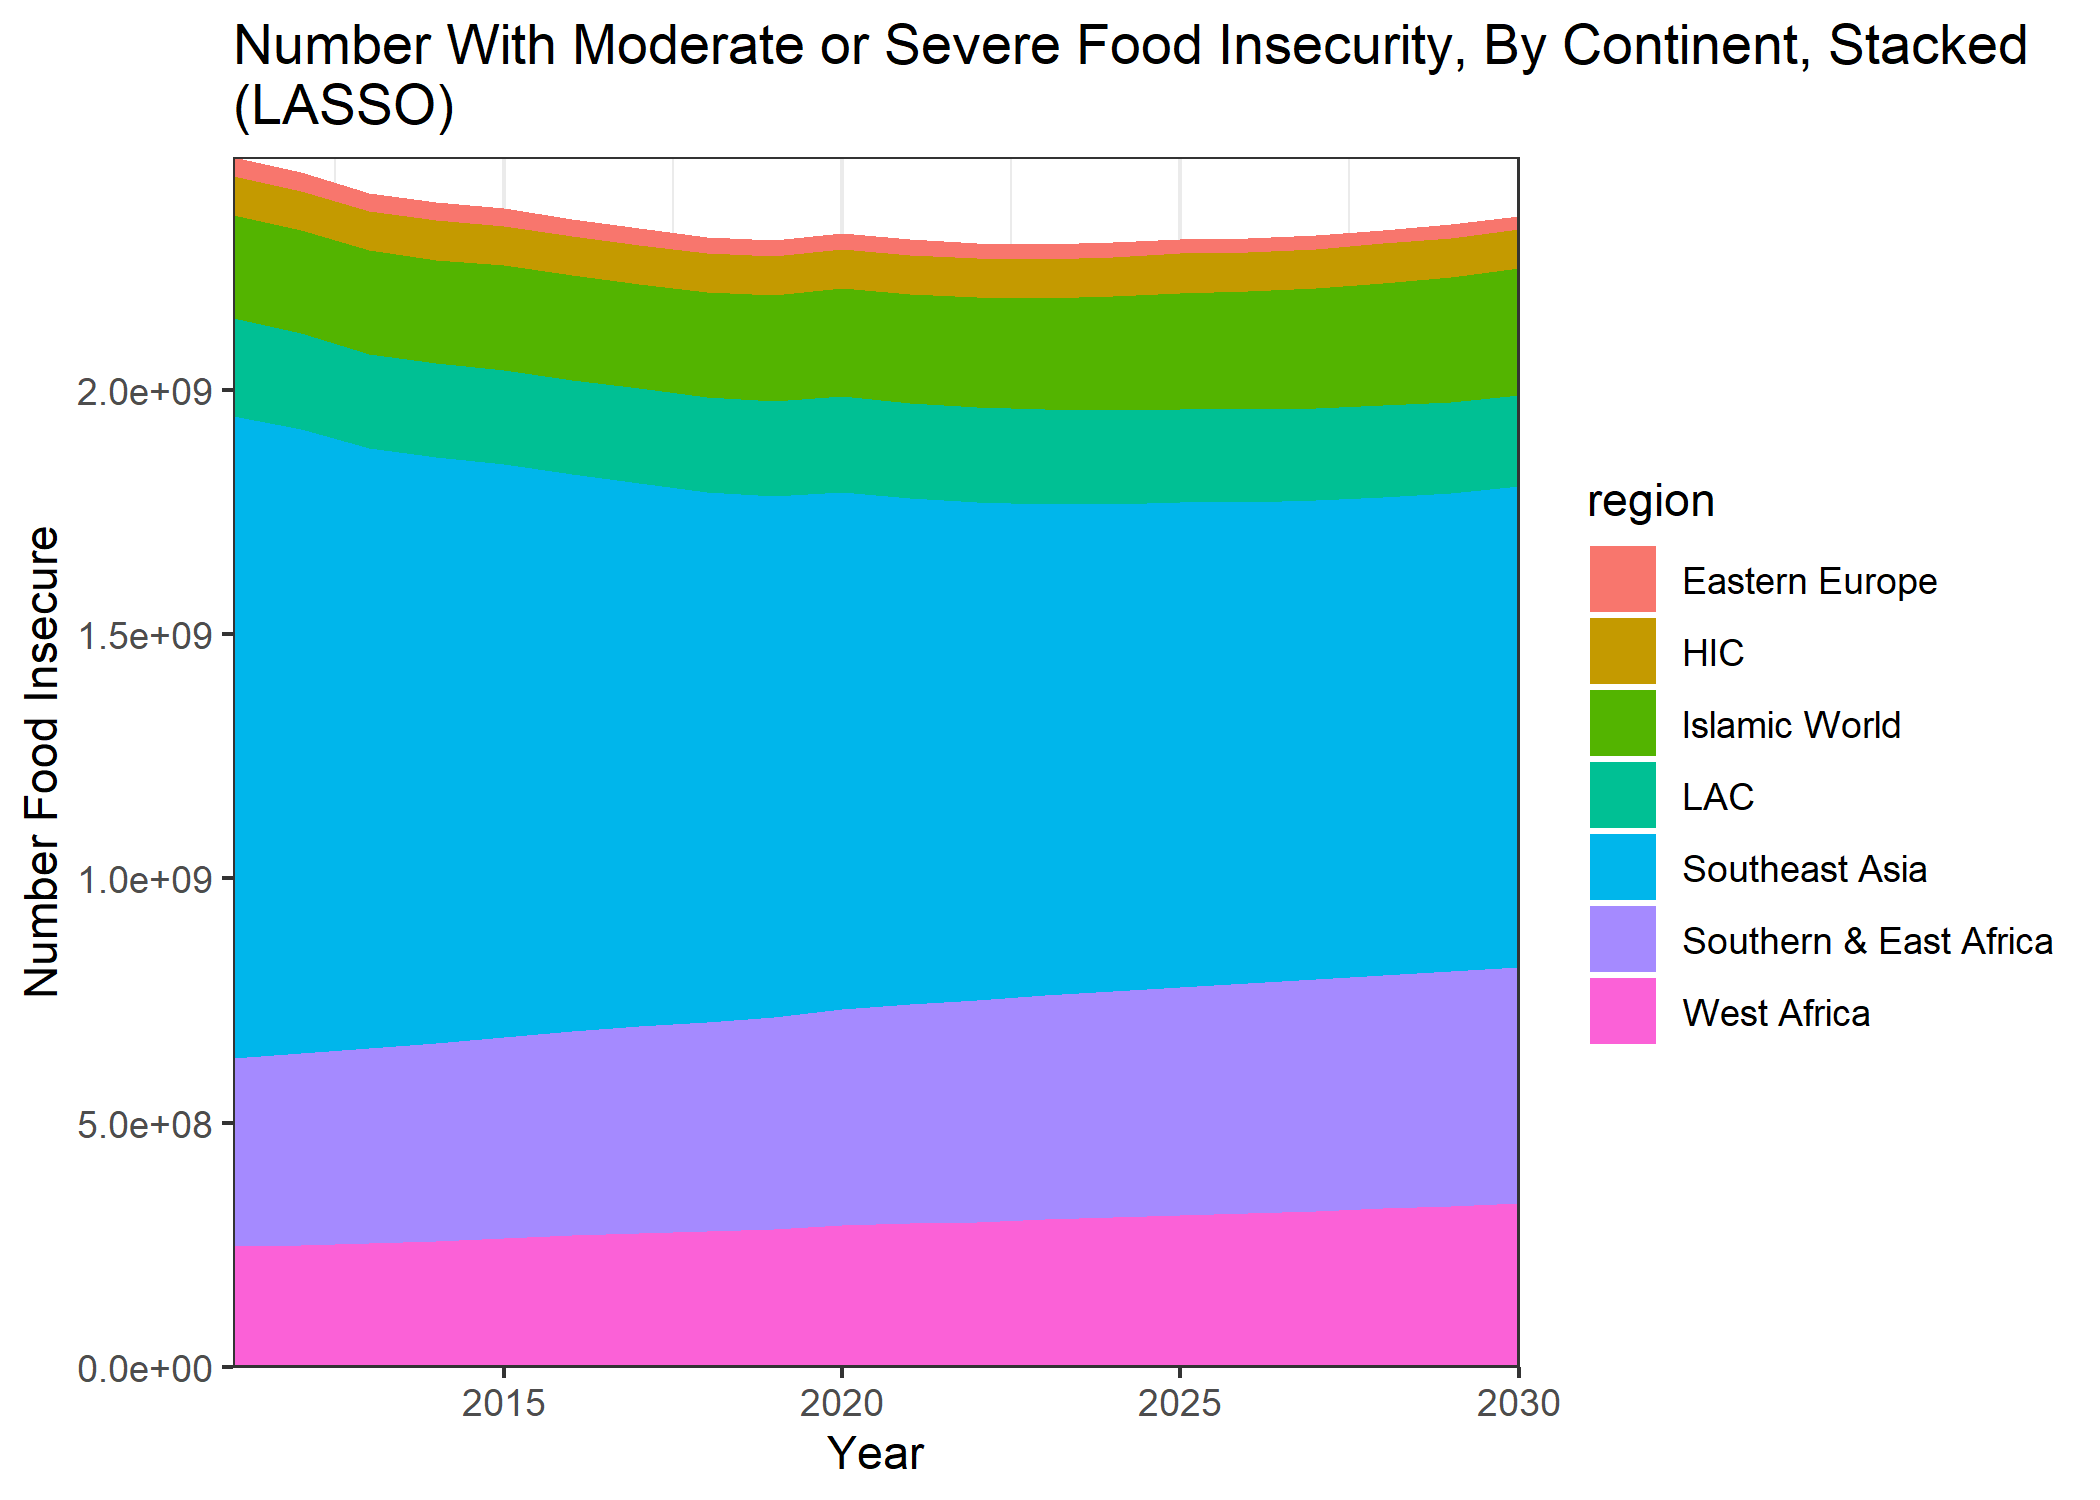 Number With Moderate or Severe Food Insecurity, By Continent, Stacked
(LASSO)
Number Food Insecure
2.0e+09
1.5e+09
1.0e+09
5.0e+08
0.0e+00
2015
2020
2025
2030
Year
region
Eastern Europe
HIC
Islamic World
LAC
Southeast Asia
Southern & East Africa
West Africa